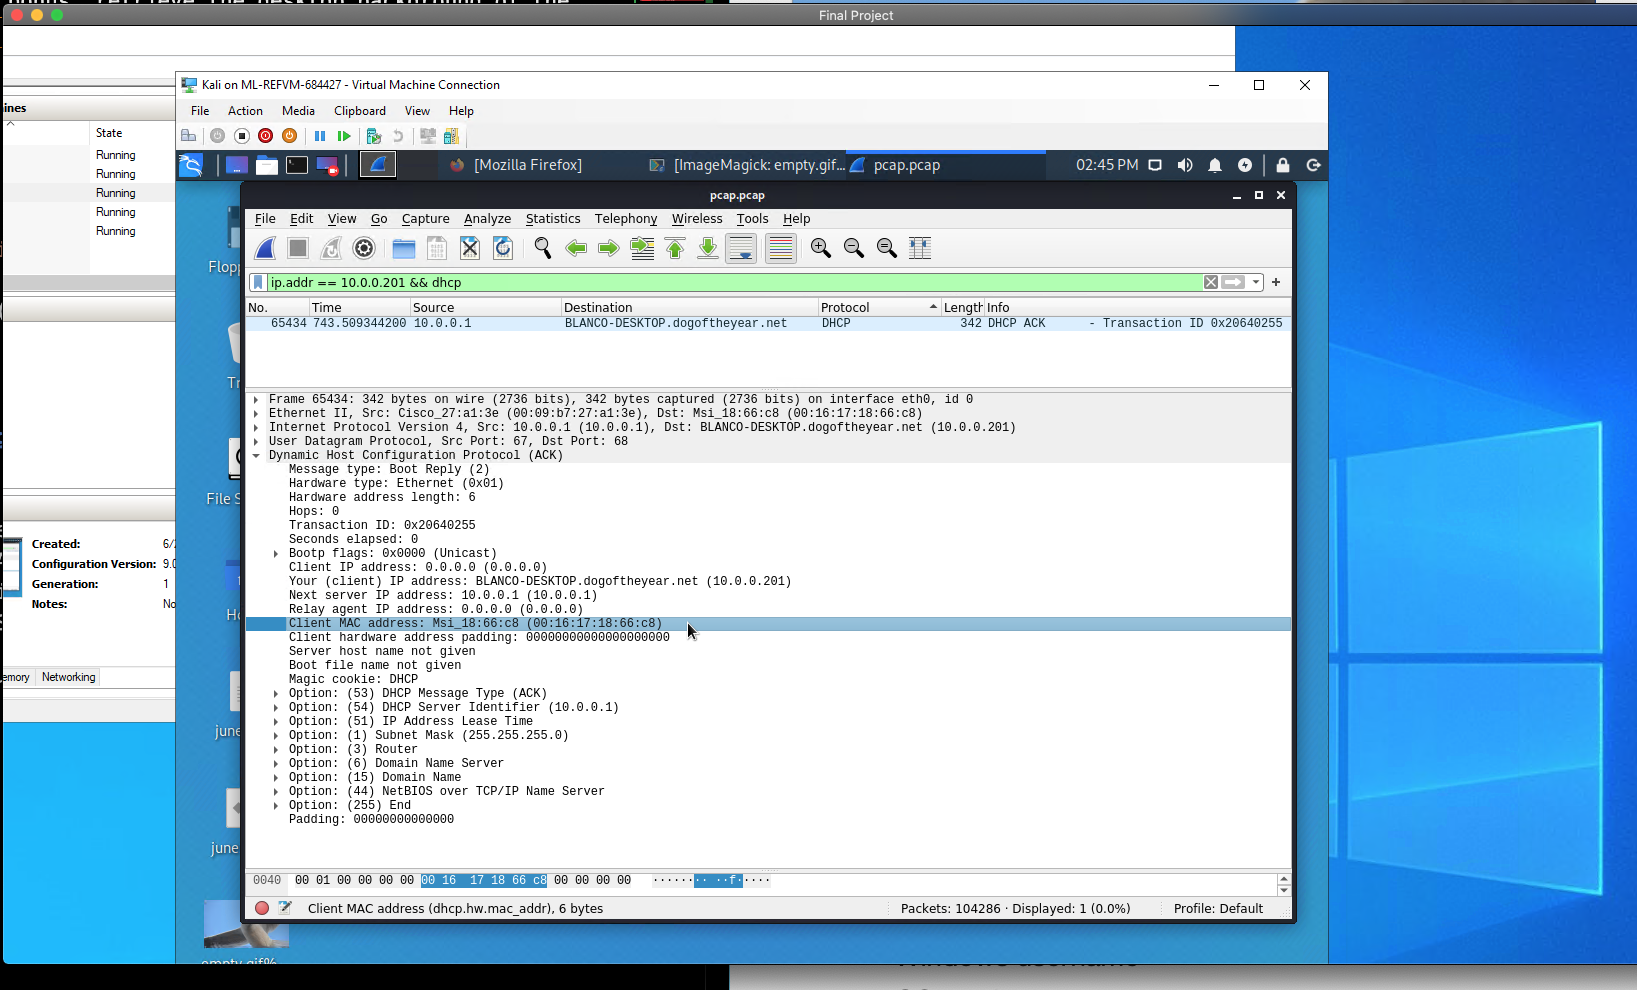 Final Project
Kali on ML-REFVM-684427 - Virtual Machine Connection
File Action Media Clipboard View Help
State
Running
Running
Running
Running
Running
[Mozilla Firefox] [ImageMagick: empty.gif... pcap.pcap 02:45 PM
pcap.pcap
File Edit View Go Capture Analyze Statistics Telephony Wireless Tools Help
ip.addr == 10.0.0.201 && dhcp
No. Time Source Destination Protocol Length Info
65434 743.509344200 10.0.0.1 BLANCO-DESKTOP.dogoftheyear.net DHCP 342 DHCP ACK - Transaction ID 0x20640255
Frame 65434: 342 bytes on wire (2736 bits), 342 bytes captured (2736 bits) on interface eth0, id 0
Ethernet II, Src: Cisco_27:a1:3e (00:09:b7:27:a1:3e), Dst: Msi_18:66:c8 (00:16:17:18:66:c8)
Internet Protocol Version 4, Src: 10.0.0.1 (10.0.0.1), Dst: BLANCO-DESKTOP.dogoftheyear.net (10.0.0.201)
User Datagram Protocol, Src Port: 67, Dst Port: 68
Dynamic Host Configuration Protocol (ACK)
Message type: Boot Reply (2)
Hardware type: Ethernet (0x01)
Hardware address length: 6
Hops: 0
Transaction ID: 0x20640255
Seconds elapsed: 0
Bootp flags: 0x0000 (Unicast)
Client IP address: 0.0.0.0 (0.0.0.0)
Your (client) IP address: BLANCO-DESKTOP.dogoftheyear.net (10.0.0.201)
Next server IP address: 10.0.0.1 (10.0.0.1)
Relay agent IP address: 0.0.0.0 (0.0.0.0)
Client MAC address: Msi_18:66:c8 (00:16:17:18:66:c8)
Client hardware address padding: 00000000000000000000
Server host name not given
Boot file name not given
Magic cookie: DHCP
Option: (53) DHCP Message Type (ACK)
Option: (54) DHCP Server Identifier (10.0.0.1)
Option: (51) IP Address Lease Time
Option: (1) Subnet Mask (255.255.255.0)
Option: (3) Router
Option: (6) Domain Name Server
Option: (15) Domain Name
Option: (44) NetBIOS over TCP/IP Name Server
Option: (255) End
Padding: 00000000000000
0040 00 01 00 00 00 00 00 16 17 18 66 c8 00 00 00 00 ········ ··f·····
Client MAC address (dhcp.hw.mac_addr), 6 bytes
Packets: 104286 · Displayed: 1 (0.0%)
Profile: Default
Created: 6/
Configuration Version: 9.0
Generation: 1
Notes: No
emory Networking
Flopp
File S
june
june